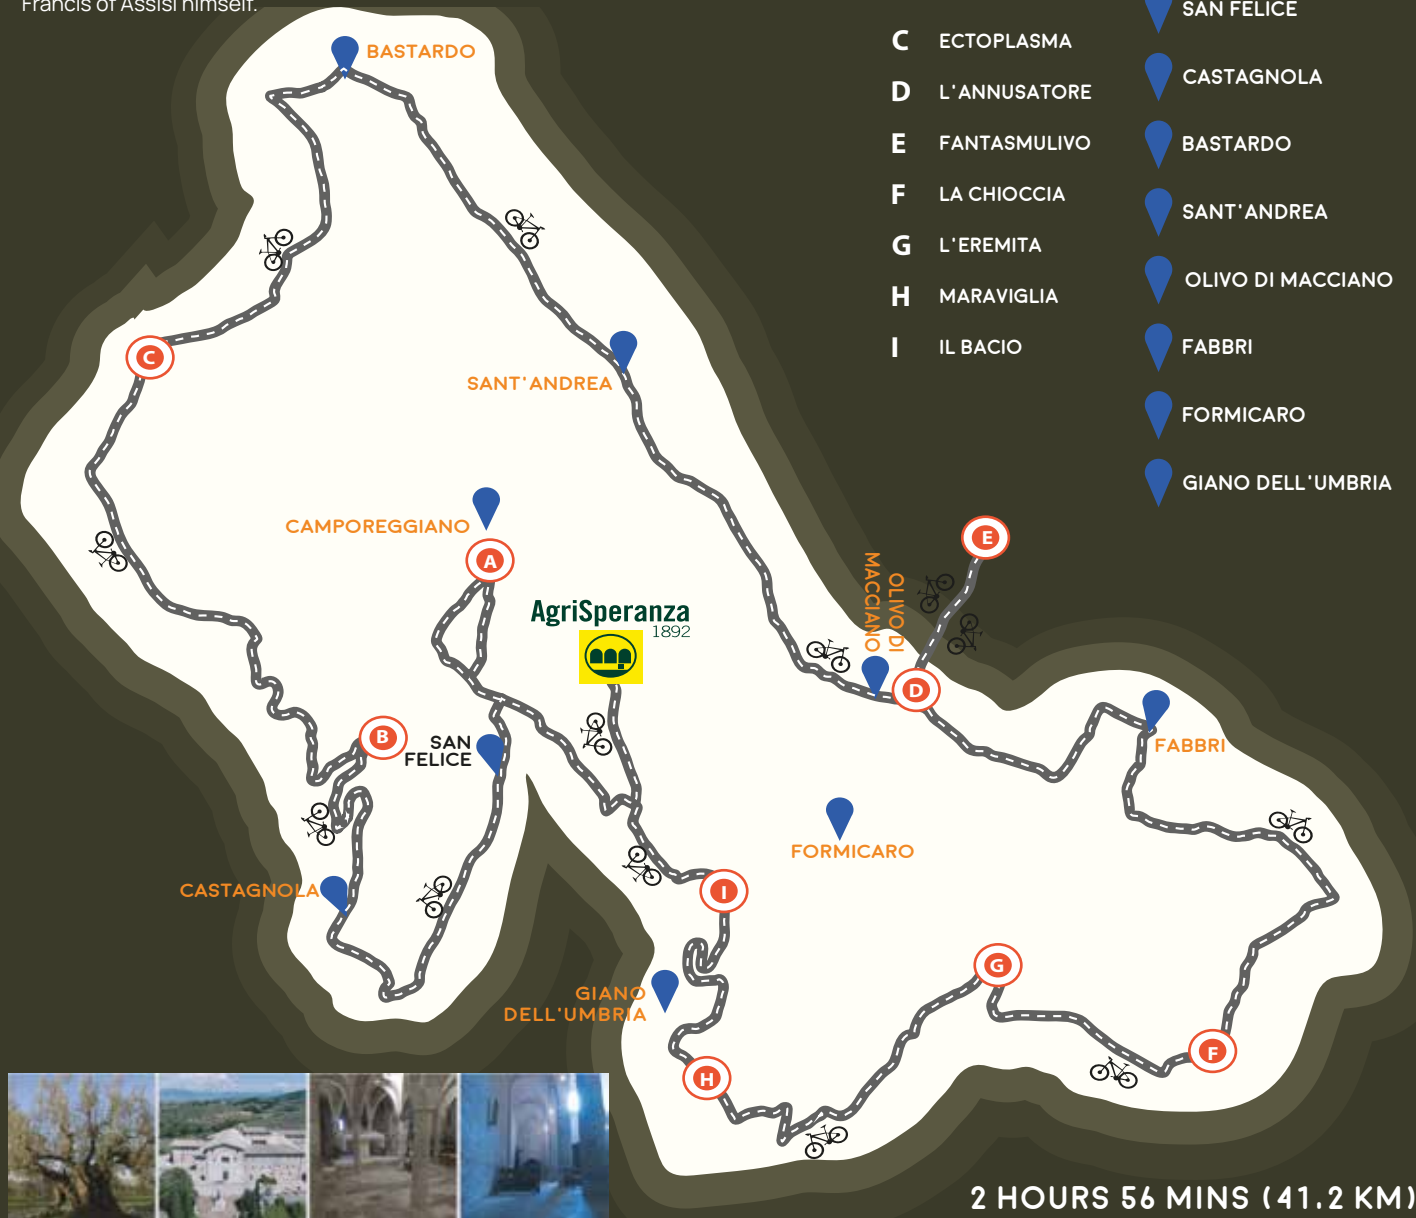 Francis of Assisi himself.
C ECTOPLASMA
D L'ANNUSATORE
E FANTASMULIVO
F LA CHIOCCIA
G L'EREMITA
H MARAVIGLIA
I IL BACIO
SAN FELICE
CASTAGNOLA
BASTARDO
SANT'ANDREA
OLIVO DI MACCIANO
FABBRI
FORMICARO
GIANO DELL'UMBRIA
BASTARDO
C
SANT'ANDREA
CAMPOREGGIANO
A
E
AgriSperanza
1892
OLIVO DI
MACCIANO
D
B
SAN
FELICE
FABBRI
FORMICARO
CASTAGNOLA
I
G
GIANO
DELL'UMBRIA
F
H
2 HOURS 56 MINS (41.2 KM)